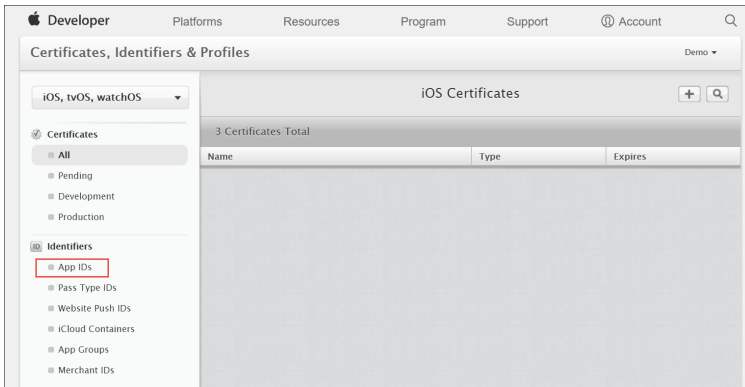 Developer Platforms Resources Program Support Account
Certificates, Identifiers & Profiles Demo
iOS, tvOS, watchOS
iOS Certificates
Certificates
3 Certificates Total
All
Name Type Expires
Pending
Development
Production
ID Identifiers
App IDs
Pass Type IDs
Website Push IDs
iCloud Containers
App Groups
Merchant IDs